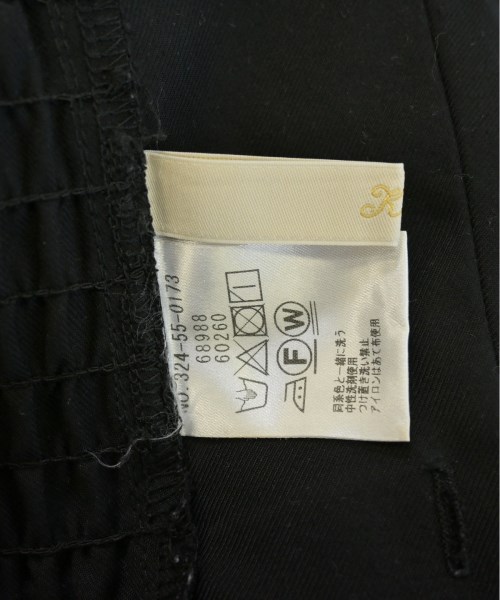 NO.324-55-0173
68988
60260
F W
同系色と一緒に洗う
中性洗剤使用
つけ置き洗い禁止
アイロンはあて布使用